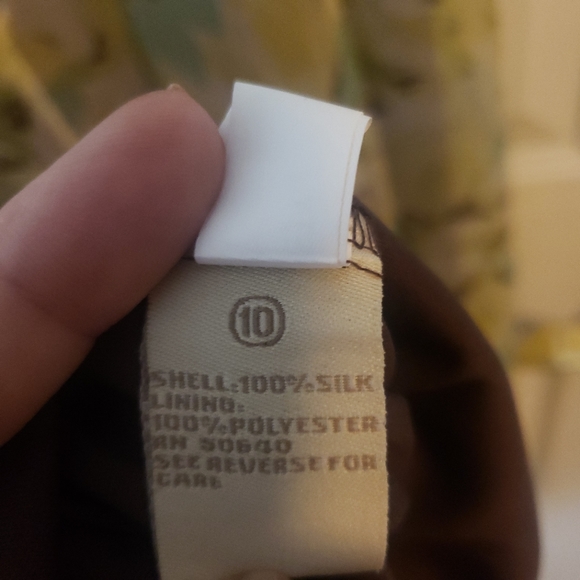 10
SHELL:100% SILK
LINING:
100% POLYESTER
RN 50640
SEE REVERSE FOR
CARE